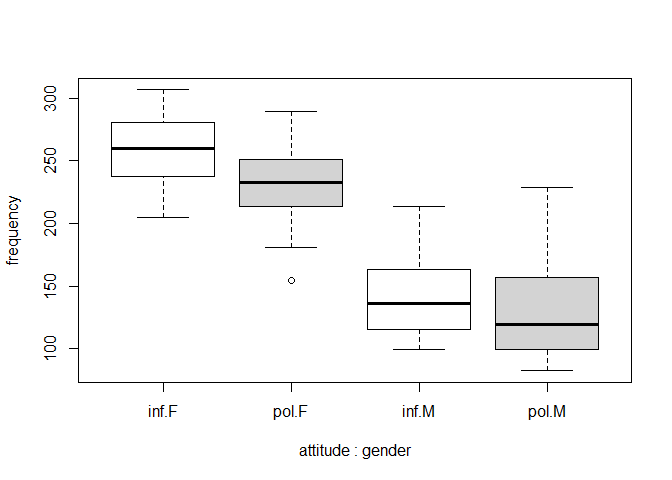 300
250
200
150
100
frequency
inf.F
pol.F
inf.M
pol.M
attitude : gender